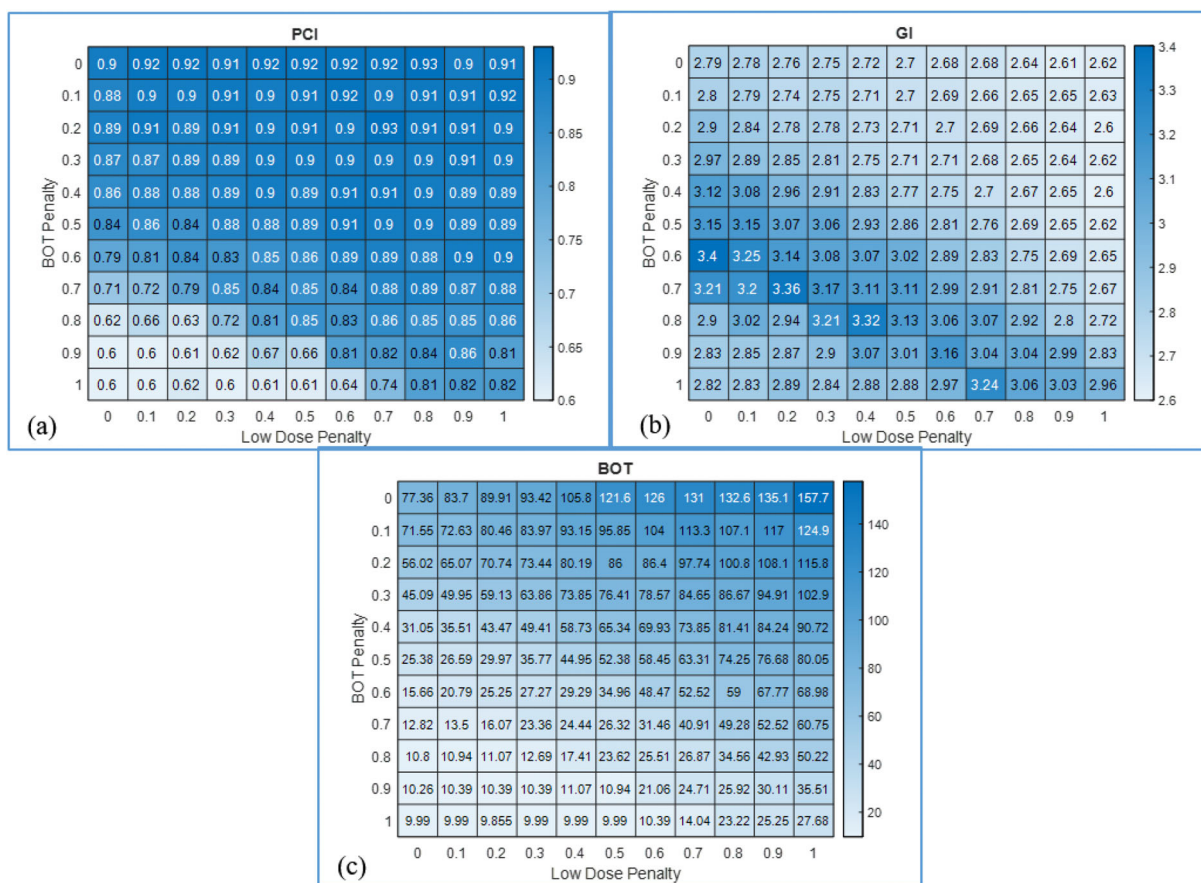 PCI
0 0.9 0.92 0.92 0.91 0.92 0.92 0.92 0.92 0.93 0.9 0.91
0.1 0.88 0.9 0.9 0.91 0.9 0.91 0.92 0.9 0.91 0.91 0.92
0.2 0.89 0.91 0.89 0.91 0.9 0.91 0.9 0.93 0.91 0.91 0.9
0.3 0.87 0.87 0.89 0.89 0.9 0.9 0.9 0.9 0.9 0.91 0.9
0.4 0.86 0.88 0.88 0.89 0.9 0.89 0.91 0.91 0.9 0.89 0.89
0.5 0.84 0.86 0.84 0.88 0.88 0.89 0.91 0.9 0.9 0.89 0.89
0.6 0.79 0.81 0.84 0.83 0.85 0.86 0.89 0.89 0.88 0.9 0.9
0.7 0.71 0.72 0.79 0.85 0.84 0.85 0.84 0.88 0.89 0.87 0.88
0.8 0.62 0.66 0.63 0.72 0.81 0.85 0.83 0.86 0.85 0.85 0.86
0.9 0.6 0.6 0.61 0.62 0.67 0.66 0.81 0.82 0.84 0.86 0.81
1 0.6 0.6 0.62 0.6 0.61 0.61 0.64 0.74 0.81 0.82 0.82
0 0.1 0.2 0.3 0.4 0.5 0.6 0.7 0.8 0.9 1
Low Dose Penalty
BOT Penalty
0.9
0.85
0.8
0.75
0.7
0.65
0.6
(a)
GI
0 2.79 2.78 2.76 2.75 2.72 2.7 2.68 2.68 2.64 2.61 2.62
0.1 2.8 2.79 2.74 2.75 2.71 2.7 2.69 2.66 2.65 2.65 2.63
0.2 2.9 2.84 2.78 2.78 2.73 2.71 2.7 2.69 2.66 2.64 2.6
0.3 2.97 2.89 2.85 2.81 2.75 2.71 2.71 2.68 2.65 2.64 2.62
0.4 3.12 3.08 2.96 2.91 2.83 2.77 2.75 2.7 2.67 2.65 2.6
0.5 3.15 3.15 3.07 3.06 2.93 2.86 2.81 2.76 2.69 2.65 2.62
0.6 3.4 3.25 3.14 3.08 3.07 3.02 2.89 2.83 2.75 2.69 2.65
0.7 3.21 3.2 3.36 3.17 3.11 3.11 2.99 2.91 2.81 2.75 2.67
0.8 2.9 3.02 2.94 3.21 3.32 3.13 3.06 3.07 2.92 2.8 2.72
0.9 2.83 2.85 2.87 2.9 3.07 3.01 3.16 3.04 3.04 2.99 2.83
1 2.82 2.83 2.89 2.84 2.88 2.88 2.97 3.24 3.06 3.03 2.96
0 0.1 0.2 0.3 0.4 0.5 0.6 0.7 0.8 0.9 1
Low Dose Penalty
BOT Penalty
3.4
3.3
3.2
3.1
3
2.9
2.8
2.7
2.6
(b)
BOT
0 77.36 83.7 89.91 93.42 105.8 121.6 126 131 132.6 135.1 157.7
0.1 71.55 72.63 80.46 83.97 93.15 95.85 104 113.3 107.1 117 124.9
0.2 56.02 65.07 70.74 73.44 80.19 86 86.4 97.74 100.8 108.1 115.8
0.3 45.09 49.95 59.13 63.86 73.85 76.41 78.57 84.65 86.67 94.91 102.9
0.4 31.05 35.51 43.47 49.41 58.73 65.34 69.93 73.85 81.41 84.24 90.72
0.5 25.38 26.59 29.97 35.77 44.95 52.38 58.45 63.31 74.25 76.68 80.05
0.6 15.66 20.79 25.25 27.27 29.29 34.96 48.47 52.52 59 67.77 68.98
0.7 12.82 13.5 16.07 23.36 24.44 26.32 31.46 40.91 49.28 52.52 60.75
0.8 10.8 10.94 11.07 12.69 17.41 23.62 25.51 26.87 34.56 42.93 50.22
0.9 10.26 10.39 10.39 10.39 11.07 10.94 21.06 24.71 25.92 30.11 35.51
1 9.99 9.99 9.855 9.99 9.99 9.99 10.39 14.04 23.22 25.25 27.68
0 0.1 0.2 0.3 0.4 0.5 0.6 0.7 0.8 0.9 1
Low Dose Penalty
BOT Penalty
140
120
100
80
60
40
20
(c)